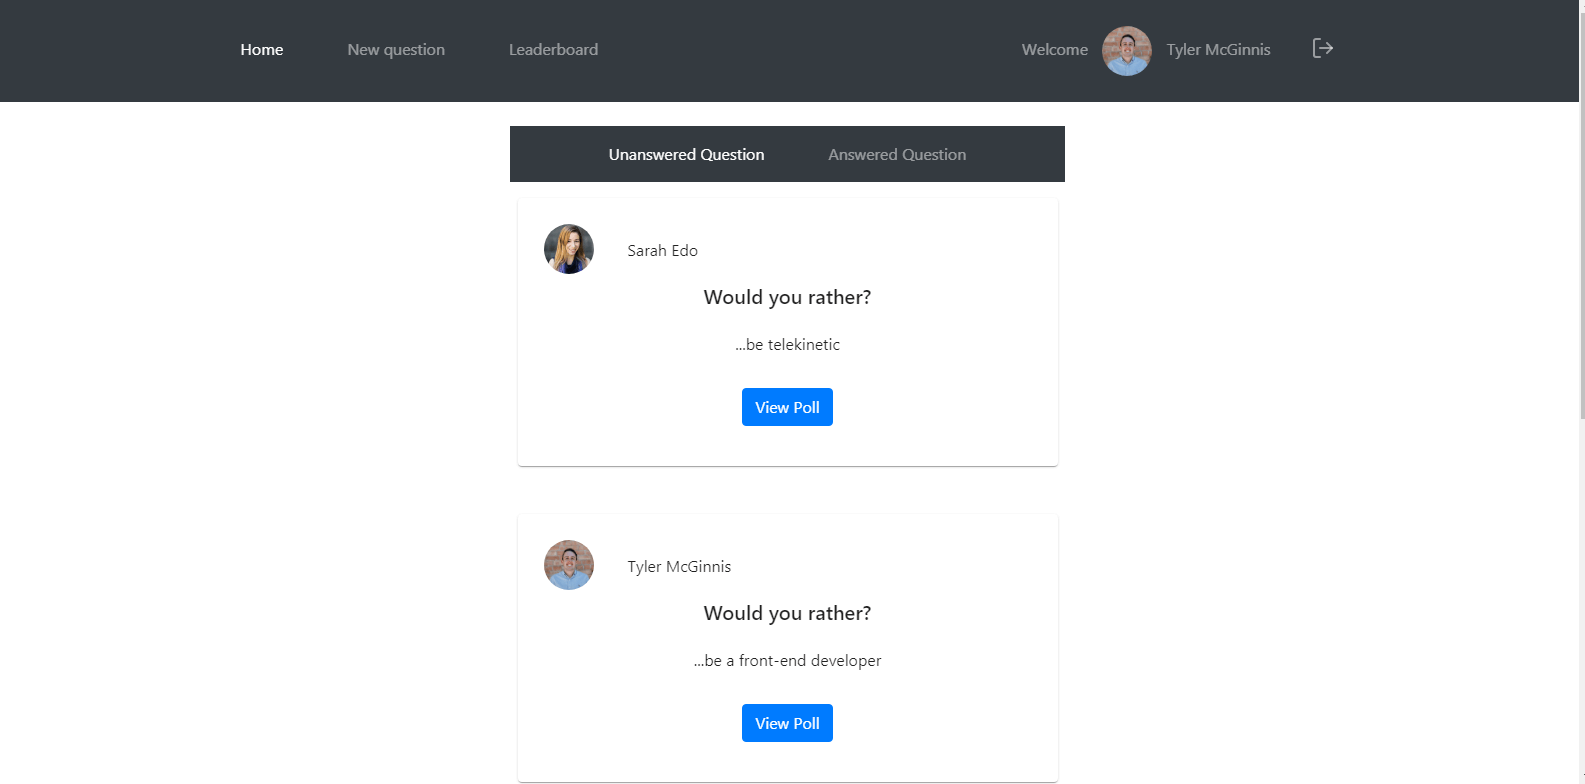 Home New question Leaderboard Welcome Tyler McGinnis
Unanswered Question Answered Question
Sarah Edo
Would you rather?
...be telekinetic
View Poll
Tyler McGinnis
Would you rather?
...be a front-end developer
View Poll